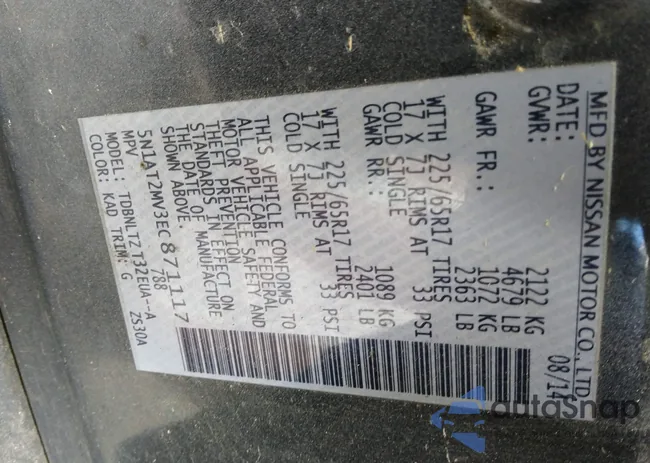 MFD BY NISSAN MOTOR CO., LTD.
DATE: 08/14
GVWR: 2122 KG
4679 LB
GAWR FR.: 1072 KG
2363 LB
WITH 225/65R17 TIRES
17 X 7J RIMS AT 33 PSI
COLD SINGLE
GAWR RR.: 1089 KG
2401 LB
WITH 225/65R17 TIRES
17 X 7J RIMS AT 33 PSI
COLD SINGLE
THIS VEHICLE CONFORMS TO
ALL APPLICABLE FEDERAL
MOTOR VEHICLE SAFETY AND
THEFT PREVENTION
STANDARDS IN EFFECT ON
THE DATE OF MANUFACTURE
SHOWN ABOVE.
5N1AT2MV3EC871117
MPV 788
MODEL: TDBNLTZ T32EUA--A
COLOR: KAD TRIM: G ZS30A
autoSnap